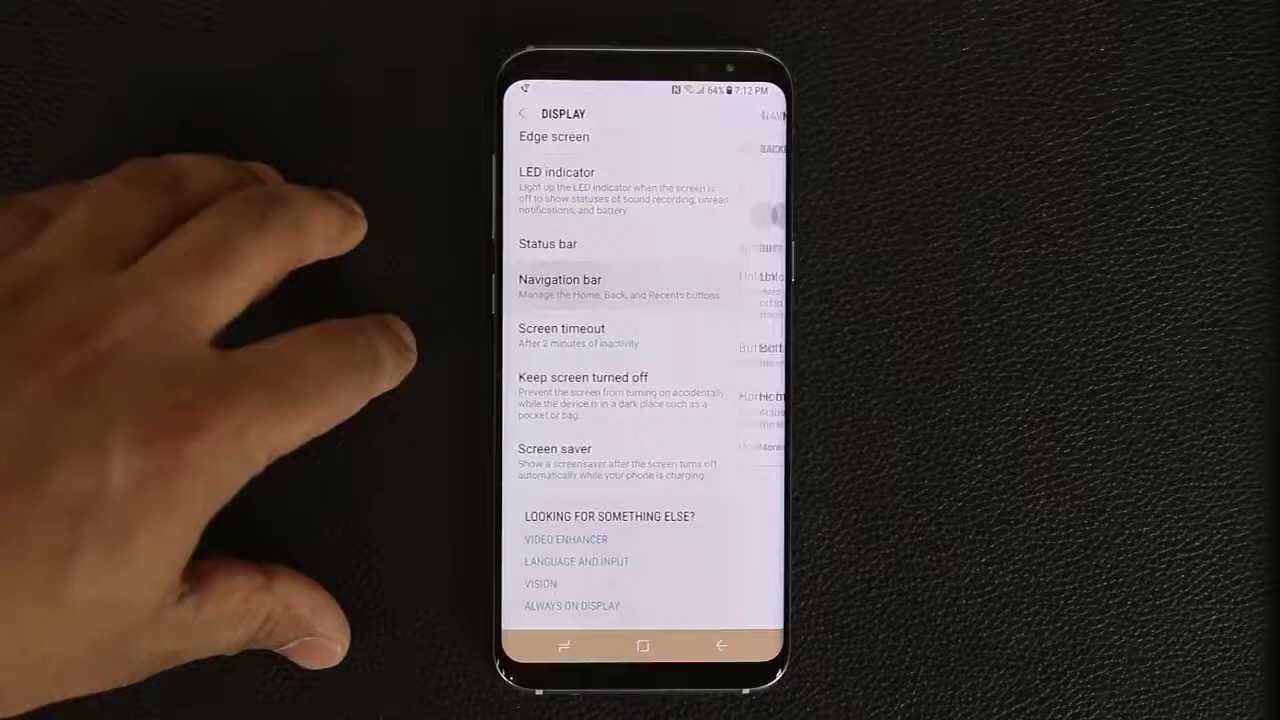 64% 7:12 PM
DISPLAY
Edge screen
LED indicator
Light up the LED indicator when the screen is
off to show statuses of sound recording, unread
notifications, and battery
Status bar
Navigation bar
Manage the Home, Back, and Recents buttons
Screen timeout
After 2 minutes of inactivity
Keep screen turned off
Prevent the screen from turning on accidentally
while the device is in a dark place such as a
pocket or bag.
Screen saver
Show a screensaver after the screen turns off
automatically while your phone is charging
LOOKING FOR SOMETHING ELSE?
VIDEO ENHANCER
LANGUAGE AND INPUT
VISION
ALWAYS ON DISPLAY